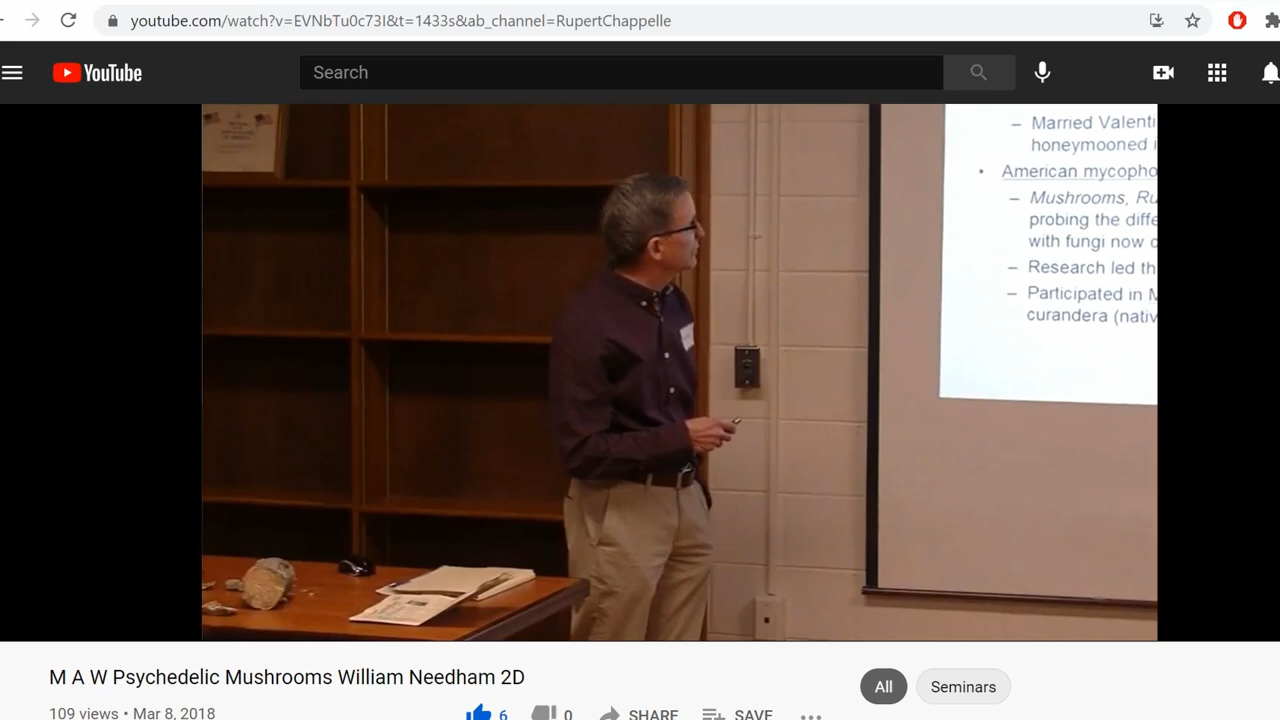 youtube.com/watch?v=EVNbTu0c73I&t=1433s&ab_channel=RupertChappelle
YouTube
Search
– Married Valenti
honeymooned i
• American mycopho
– Mushrooms, Ru
probing the diffe
with fungi now
– Research led th
– Participated in M
curandera (nativ
M A W Psychedelic Mushrooms William Needham 2D
All
Seminars
109 views • Mar 8, 2018
6
0
SHARE
SAVE